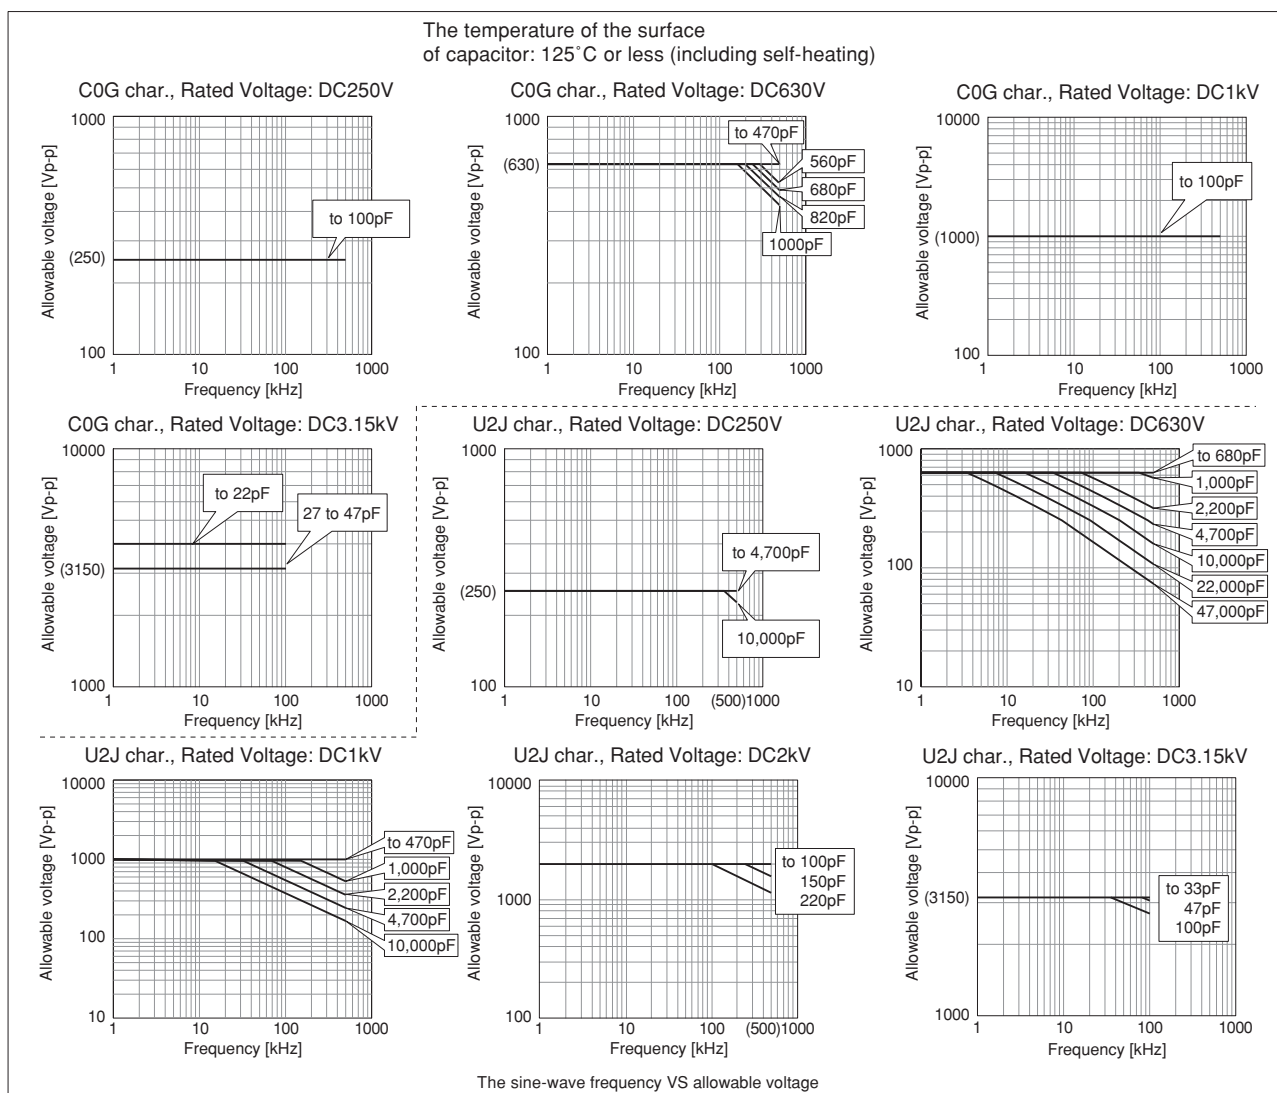 The temperature of the surface
of capacitor: 125°C or less (including self-heating)
C0G char., Rated Voltage: DC250V
Allowable voltage [Vp-p]
1000
(250)
100
to 100pF
1 10 100 1000
Frequency [kHz]
C0G char., Rated Voltage: DC630V
Allowable voltage [Vp-p]
1000
(630)
100
to 470pF
560pF
680pF
820pF
1000pF
1 10 100 1000
Frequency [kHz]
C0G char., Rated Voltage: DC1kV
Allowable voltage [Vp-p]
10000
(1000)
100
to 100pF
1 10 100 1000
Frequency [kHz]
C0G char., Rated Voltage: DC3.15kV
Allowable voltage [Vp-p]
10000
(3150)
1000
to 22pF
27 to 47pF
1 10 100 1000
Frequency [kHz]
U2J char., Rated Voltage: DC250V
Allowable voltage [Vp-p]
1000
(250)
100
to 4,700pF
10,000pF
1 10 100 (500)1000
Frequency [kHz]
U2J char., Rated Voltage: DC630V
Allowable voltage [Vp-p]
1000
100
10
to 680pF
1,000pF
2,200pF
4,700pF
10,000pF
22,000pF
47,000pF
1 10 100 1000
Frequency [kHz]
U2J char., Rated Voltage: DC1kV
Allowable voltage [Vp-p]
10000
1000
100
10
to 470pF
1,000pF
2,200pF
4,700pF
10,000pF
1 10 100 1000
Frequency [kHz]
U2J char., Rated Voltage: DC2kV
Allowable voltage [Vp-p]
10000
1000
100
to 100pF
150pF
220pF
1 10 100 (500)1000
Frequency [kHz]
U2J char., Rated Voltage: DC3.15kV
Allowable voltage [Vp-p]
10000
(3150)
1000
to 33pF
47pF
100pF
1 10 100 1000
Frequency [kHz]
The sine-wave frequency VS allowable voltage